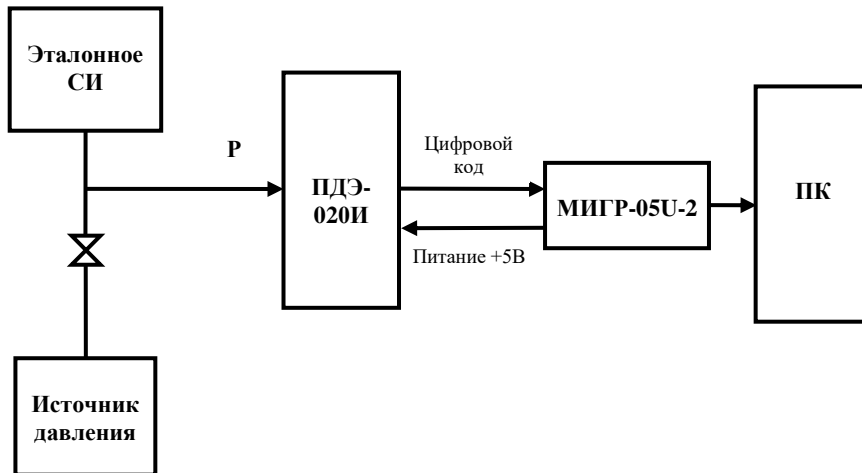 Эталонное
СИ
Р
ПДЭ-
020И
Цифровой
код
Питание +5В
МИГР-05U-2
ПК
Источник
давления